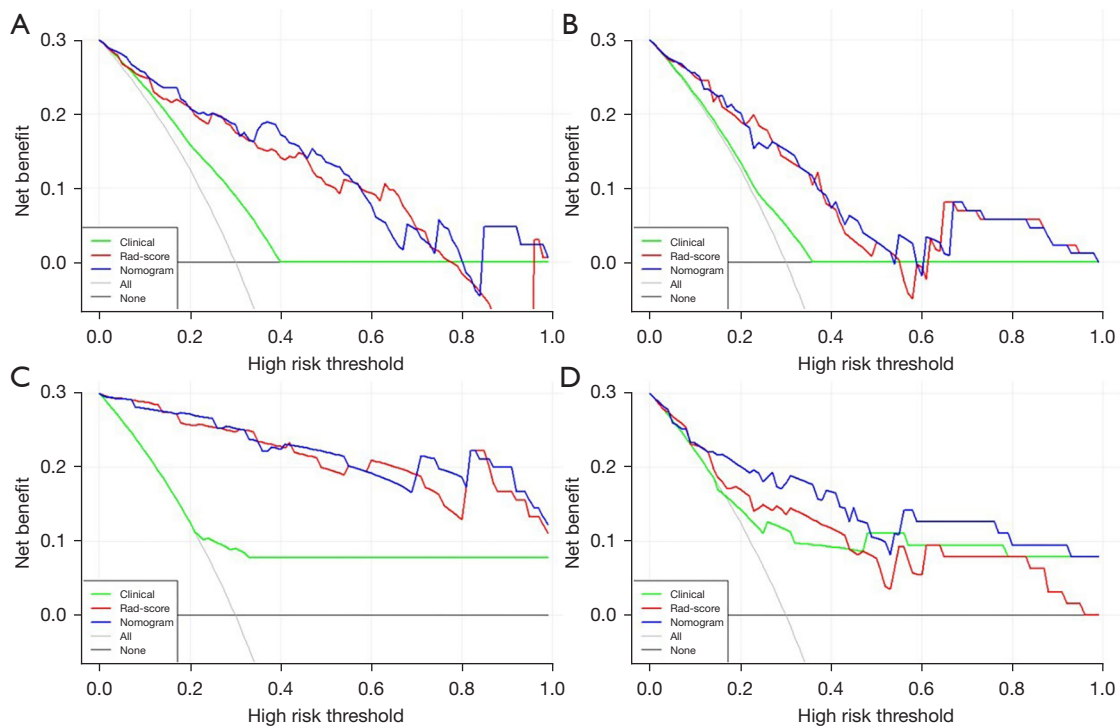 A
0.3
0.2
0.1
0.0
Net benefit
Clinical
Rad-score
Nomogram
All
None
0.0 0.2 0.4 0.6 0.8 1.0
High risk threshold
B
0.3
0.2
0.1
0.0
Net benefit
Clinical
Rad-score
Nomogram
All
None
0.0 0.2 0.4 0.6 0.8 1.0
High risk threshold
C
0.3
0.2
0.1
0.0
Net benefit
Clinical
Rad-score
Nomogram
All
None
0.0 0.2 0.4 0.6 0.8 1.0
High risk threshold
D
0.3
0.2
0.1
0.0
Net benefit
Clinical
Rad-score
Nomogram
All
None
0.0 0.2 0.4 0.6 0.8 1.0
High risk threshold